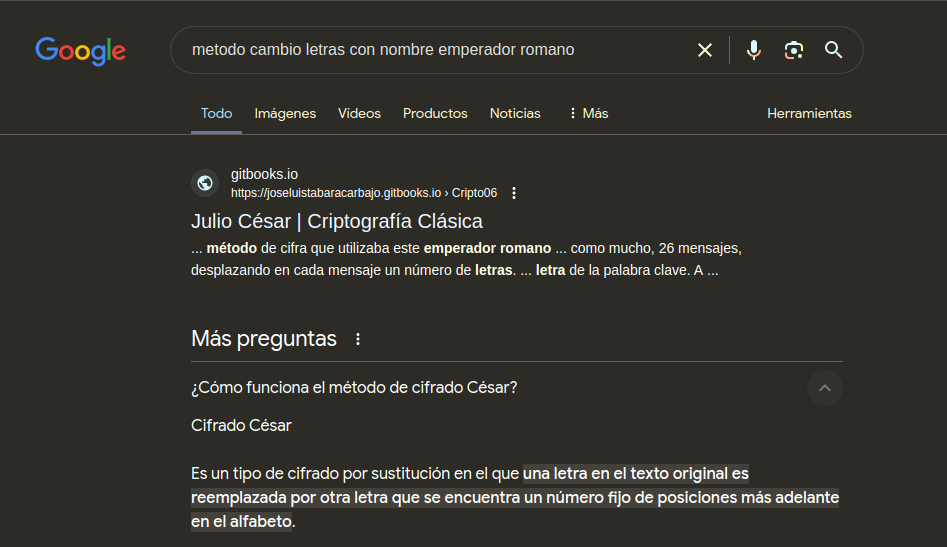 Google
metodo cambio letras con nombre emperador romano
Todo Imágenes Vídeos Productos Noticias Más Herramientas
gitbooks.io
https://joseluistabaracarbajo.gitbooks.io › Cripto06
Julio César | Criptografía Clásica
... método de cifra que utilizaba este emperador romano ... como mucho, 26 mensajes,
desplazando en cada mensaje un número de letras. ... letra de la palabra clave. A ...
Más preguntas
¿Cómo funciona el método de cifrado César?
Cifrado César
Es un tipo de cifrado por sustitución en el que una letra en el texto original es
reemplazada por otra letra que se encuentra un número fijo de posiciones más adelante
en el alfabeto.